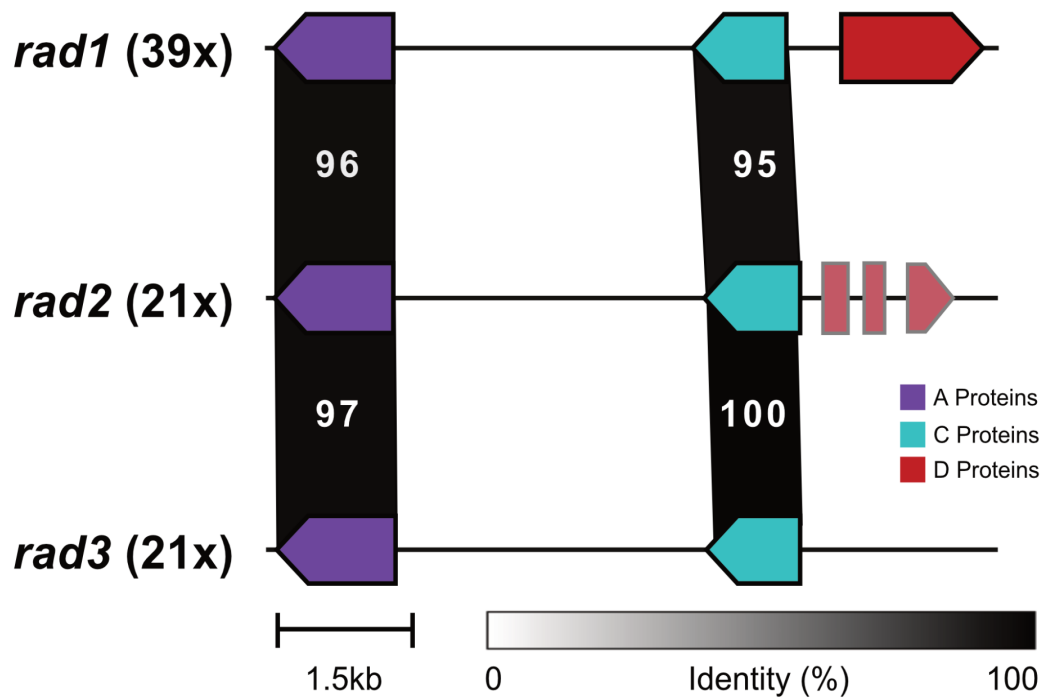 rad1 (39x)
96
95
rad2 (21x)
97
100
A Proteins
C Proteins
D Proteins
rad3 (21x)
1.5kb
0
Identity (%)
100